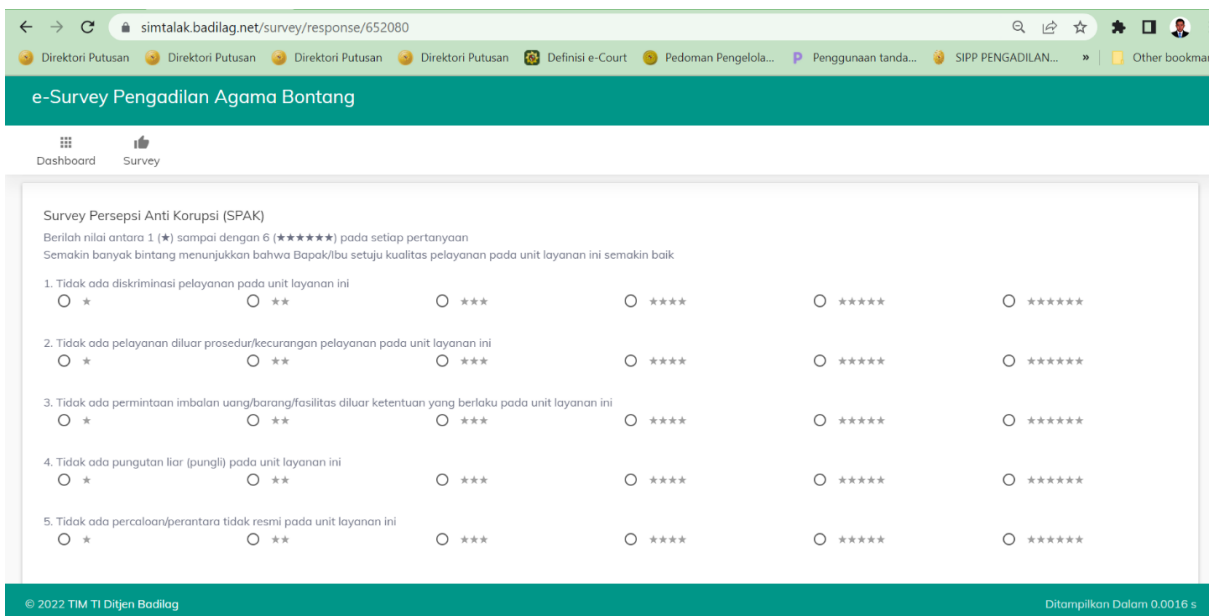 simtalak.badilag.net/survey/response/652080
Direktori Putusan Direktori Putusan Direktori Putusan Direktori Putusan Definisi e-Court Pedoman Pengelola... Penggunaan tanda... SIPP PENGADILAN... » Other bookmar
e-Survey Pengadilan Agama Bontang
Dashboard Survey
Survey Persepsi Anti Korupsi (SPAK)
Berilah nilai antara 1 (★) sampai dengan 6 (★★★★★★) pada setiap pertanyaan
Semakin banyak bintang menunjukkan bahwa Bapak/Ibu setuju kualitas pelayanan pada unit layanan ini semakin baik
1. Tidak ada diskriminasi pelayanan pada unit layanan ini
★ ★★ ★★★ ★★★★ ★★★★★ ★★★★★★
2. Tidak ada pelayanan diluar prosedur/kecurangan pelayanan pada unit layanan ini
★ ★★ ★★★ ★★★★ ★★★★★ ★★★★★★
3. Tidak ada permintaan imbalan uang/barang/fasilitas diluar ketentuan yang berlaku pada unit layanan ini
★ ★★ ★★★ ★★★★ ★★★★★ ★★★★★★
4. Tidak ada pungutan liar (pungli) pada unit layanan ini
★ ★★ ★★★ ★★★★ ★★★★★ ★★★★★★
5. Tidak ada percaloan/perantara tidak resmi pada unit layanan ini
★ ★★ ★★★ ★★★★ ★★★★★ ★★★★★★
© 2022 TIM TI Ditjen Badilag Ditampilkan Dalam 0.0016 s